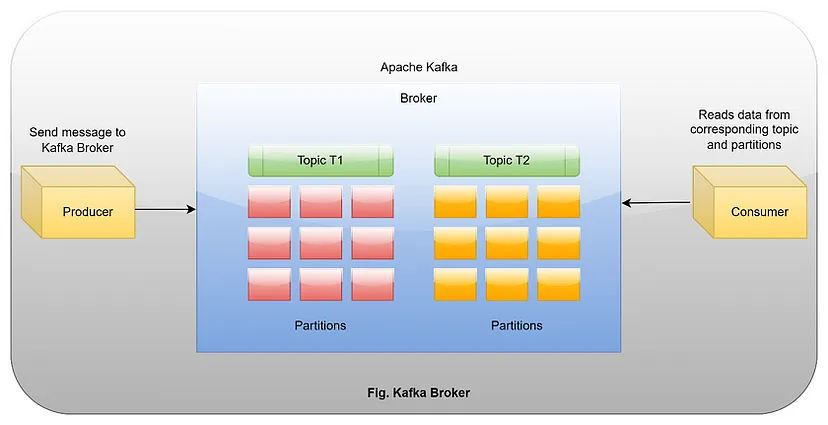 Apache Kafka
Broker
Send message to
Kafka Broker
Producer
Topic T1
Topic T2
Partitions
Partitions
Reads data from
corresponding topic
and partitions
Consumer
Fig. Kafka Broker